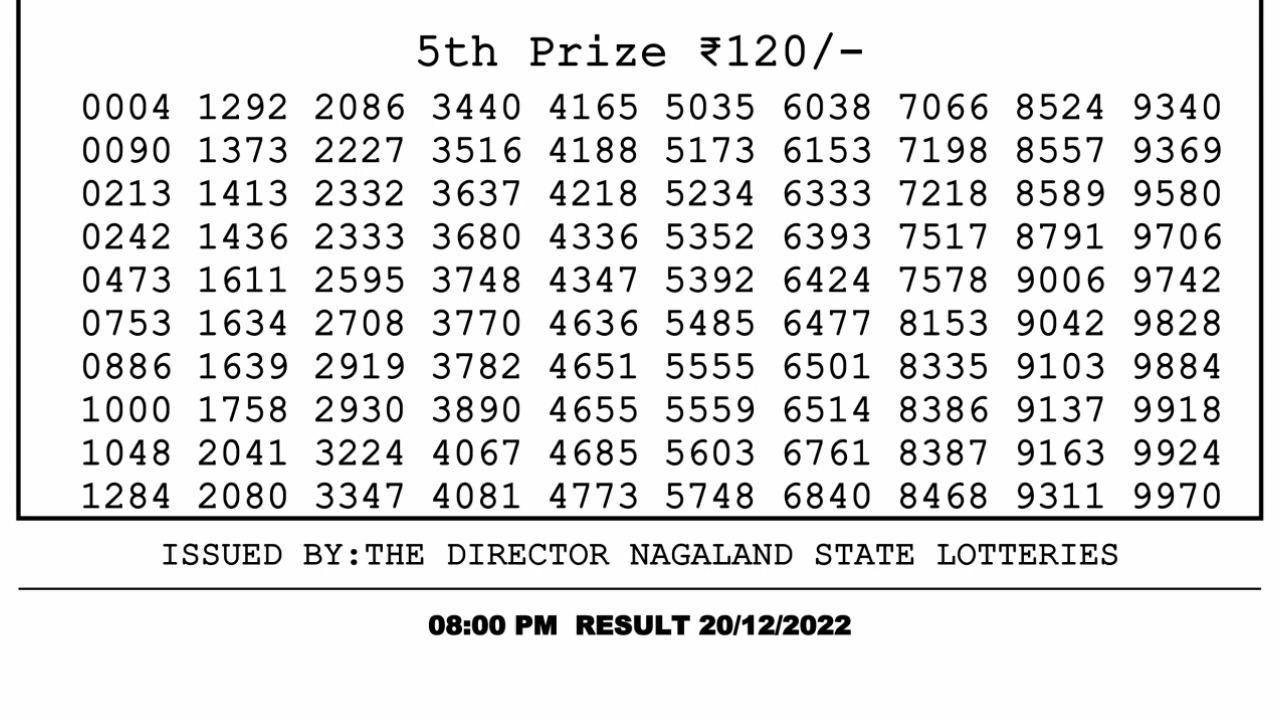 5th Prize ₹120/-
0004 1292 2086 3440 4165 5035 6038 7066 8524 9340
0090 1373 2227 3516 4188 5173 6153 7198 8557 9369
0213 1413 2332 3637 4218 5234 6333 7218 8589 9580
0242 1436 2333 3680 4336 5352 6393 7517 8791 9706
0473 1611 2595 3748 4347 5392 6424 7578 9006 9742
0753 1634 2708 3770 4636 5485 6477 8153 9042 9828
0886 1639 2919 3782 4651 5555 6501 8335 9103 9884
1000 1758 2930 3890 4655 5559 6514 8386 9137 9918
1048 2041 3224 4067 4685 5603 6761 8387 9163 9924
1284 2080 3347 4081 4773 5748 6840 8468 9311 9970
ISSUED BY:THE DIRECTOR NAGALAND STATE LOTTERIES
08:00 PM RESULT 20/12/2022